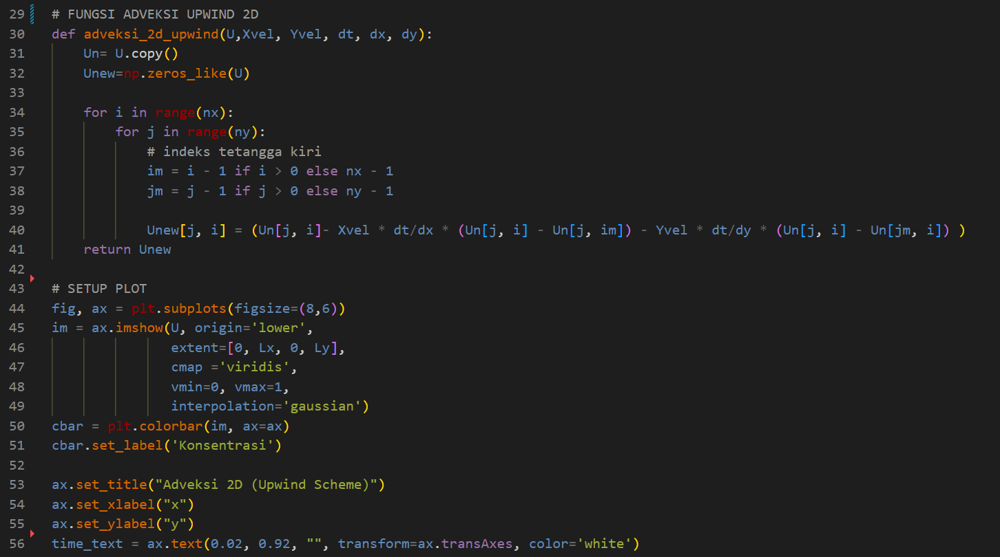 29 # FUNGSI ADVEKSI UPWIND 2D
30 def adveksi_2d_upwind(U,Xvel, Yvel, dt, dx, dy):
31     Un= U.copy()
32     Unew=np.zeros_like(U)
33
34     for i in range(nx):
35         for j in range(ny):
36             # indeks tetangga kiri
37             im = i - 1 if i > 0 else nx - 1
38             jm = j - 1 if j > 0 else ny - 1
39
40             Unew[j, i] = (Un[j, i]- Xvel * dt/dx * (Un[j, i] - Un[j, im]) - Yvel * dt/dy * (Un[j, i] - Un[jm, i]) )
41     return Unew
42
43 # SETUP PLOT
44 fig, ax = plt.subplots(figsize=(8,6))
45 im = ax.imshow(U, origin='lower',
46                extent=[0, Lx, 0, Ly],
47                cmap ='viridis',
48                vmin=0, vmax=1,
49                interpolation='gaussian')
50 cbar = plt.colorbar(im, ax=ax)
51 cbar.set_label('Konsentrasi')
52
53 ax.set_title("Adveksi 2D (Upwind Scheme)")
54 ax.set_xlabel("x")
55 ax.set_ylabel("y")
56 time_text = ax.text(0.02, 0.92, "", transform=ax.transAxes, color='white')